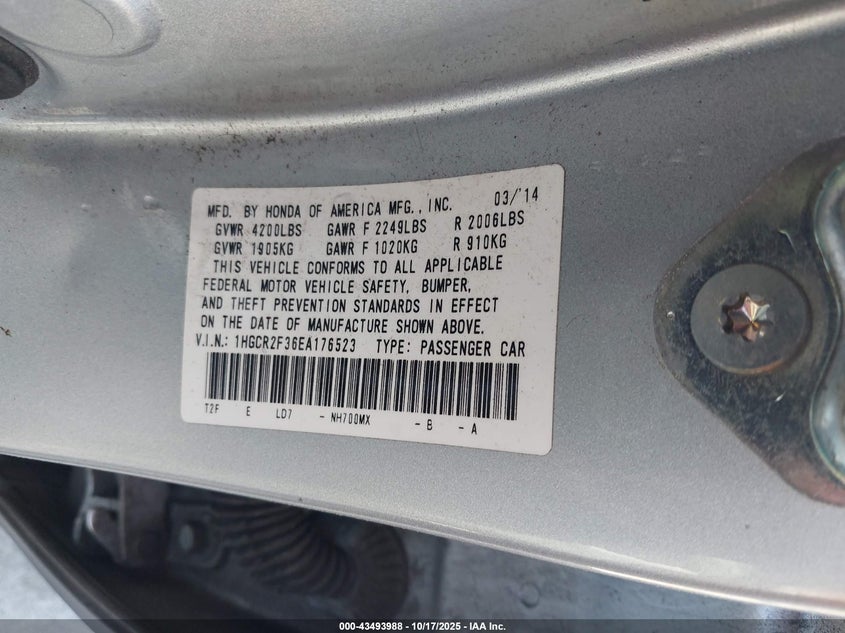 MFD. BY HONDA OF AMERICA MFG., INC. 03/'14
GVWR 4200LBS GAWR F 2249LBS R 2006LBS
GVWR 1905KG GAWR F 1020KG R 910KG
THIS VEHICLE CONFORMS TO ALL APPLICABLE
FEDERAL MOTOR VEHICLE SAFETY, BUMPER,
AND THEFT PREVENTION STANDARDS IN EFFECT
ON THE DATE OF MANUFACTURE SHOWN ABOVE.
V.I.N.: 1HGCR2F36EA176523 TYPE: PASSENGER CAR
T2F E LD7 - NH700MX - B - A
000-43493988 - 10/17/2025 - IAA Inc.